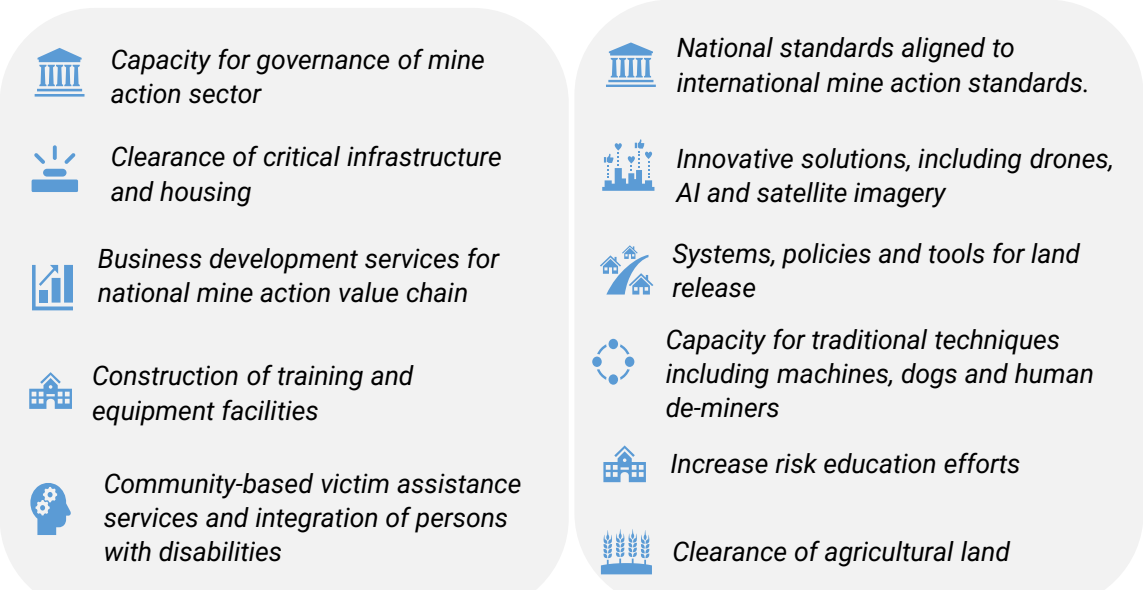 Capacity for governance of mine
action sector
Clearance of critical infrastructure
and housing
Business development services for
national mine action value chain
Construction of training and
equipment facilities
Community-based victim assistance
services and integration of persons
with disabilities
National standards aligned to
international mine action standards.
Innovative solutions, including drones,
AI and satellite imagery
Systems, policies and tools for land
release
Capacity for traditional techniques
including machines, dogs and human
de-miners
Increase risk education efforts
Clearance of agricultural land